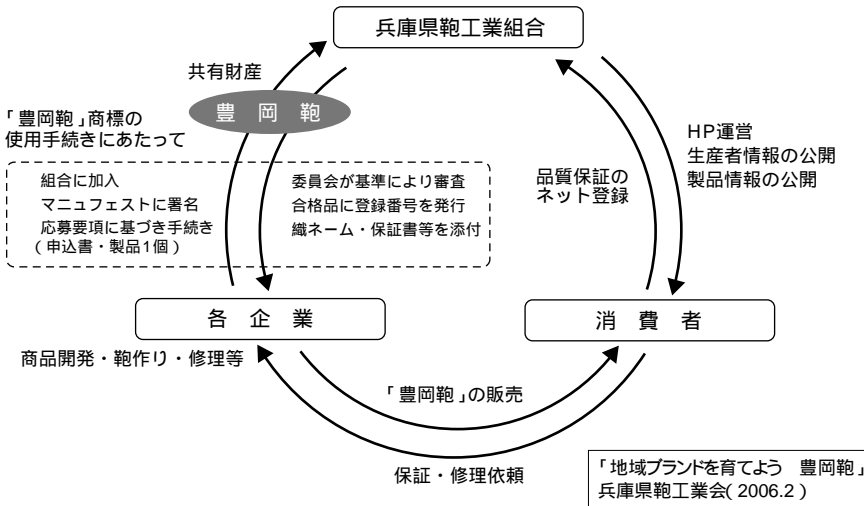 兵庫県鞄工業組合
共有財産
豊岡鞄
「豊岡鞄」商標の
使用手続きにあたって
組合に加入
マニュフェストに署名
応募要項に基づき手続き
(申込書・製品1個)
委員会が基準により審査
合格品に登録番号を発行
織ネーム・保証書等を添付
品質保証の
ネット登録
HP運営
生産者情報の公開
製品情報の公開
各企業
商品開発・鞄作り・修理等
消費者
「豊岡鞄」の販売
保証・修理依頼
「地域ブランドを育てよう 豊岡鞄」
兵庫県鞄工業会(2006.2)